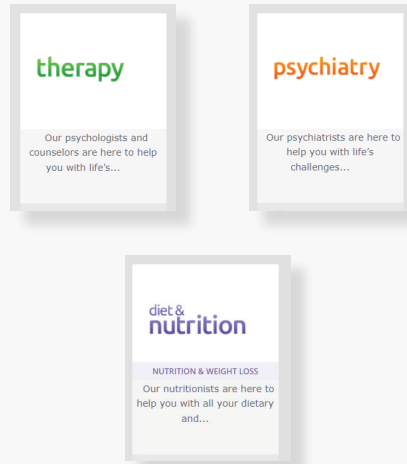 therapy
Our psychologists and
counselors are here to help
you with life's...
psychiatry
Our psychiatrists are here to
help you with life's
challenges...
diet &
nutrition
NUTRITION & WEIGHT LOSS
Our nutritionists are here to
help you with all your dietary
and...